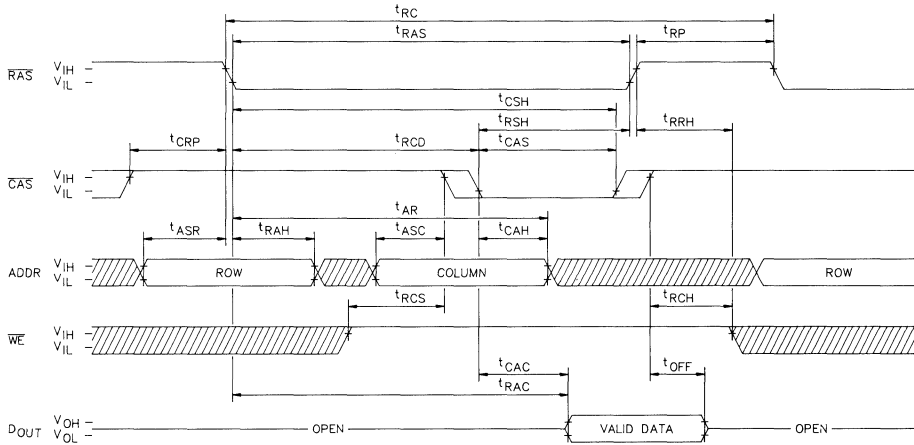 tRC
tRAS tRP
RAS VIH
VIL
tCSH
tRSH tRRH
tCRP tRCD tCAS
CAS VIH
VIL
tAR
tASR tRAH tASC tCAH
ADDR VIH
VIL
ROW COLUMN ROW
tRCS tRCH
WE VIH
VIL
tCAC tOFF
tRAC
DOUT VOH
VOL
OPEN VALID DATA OPEN